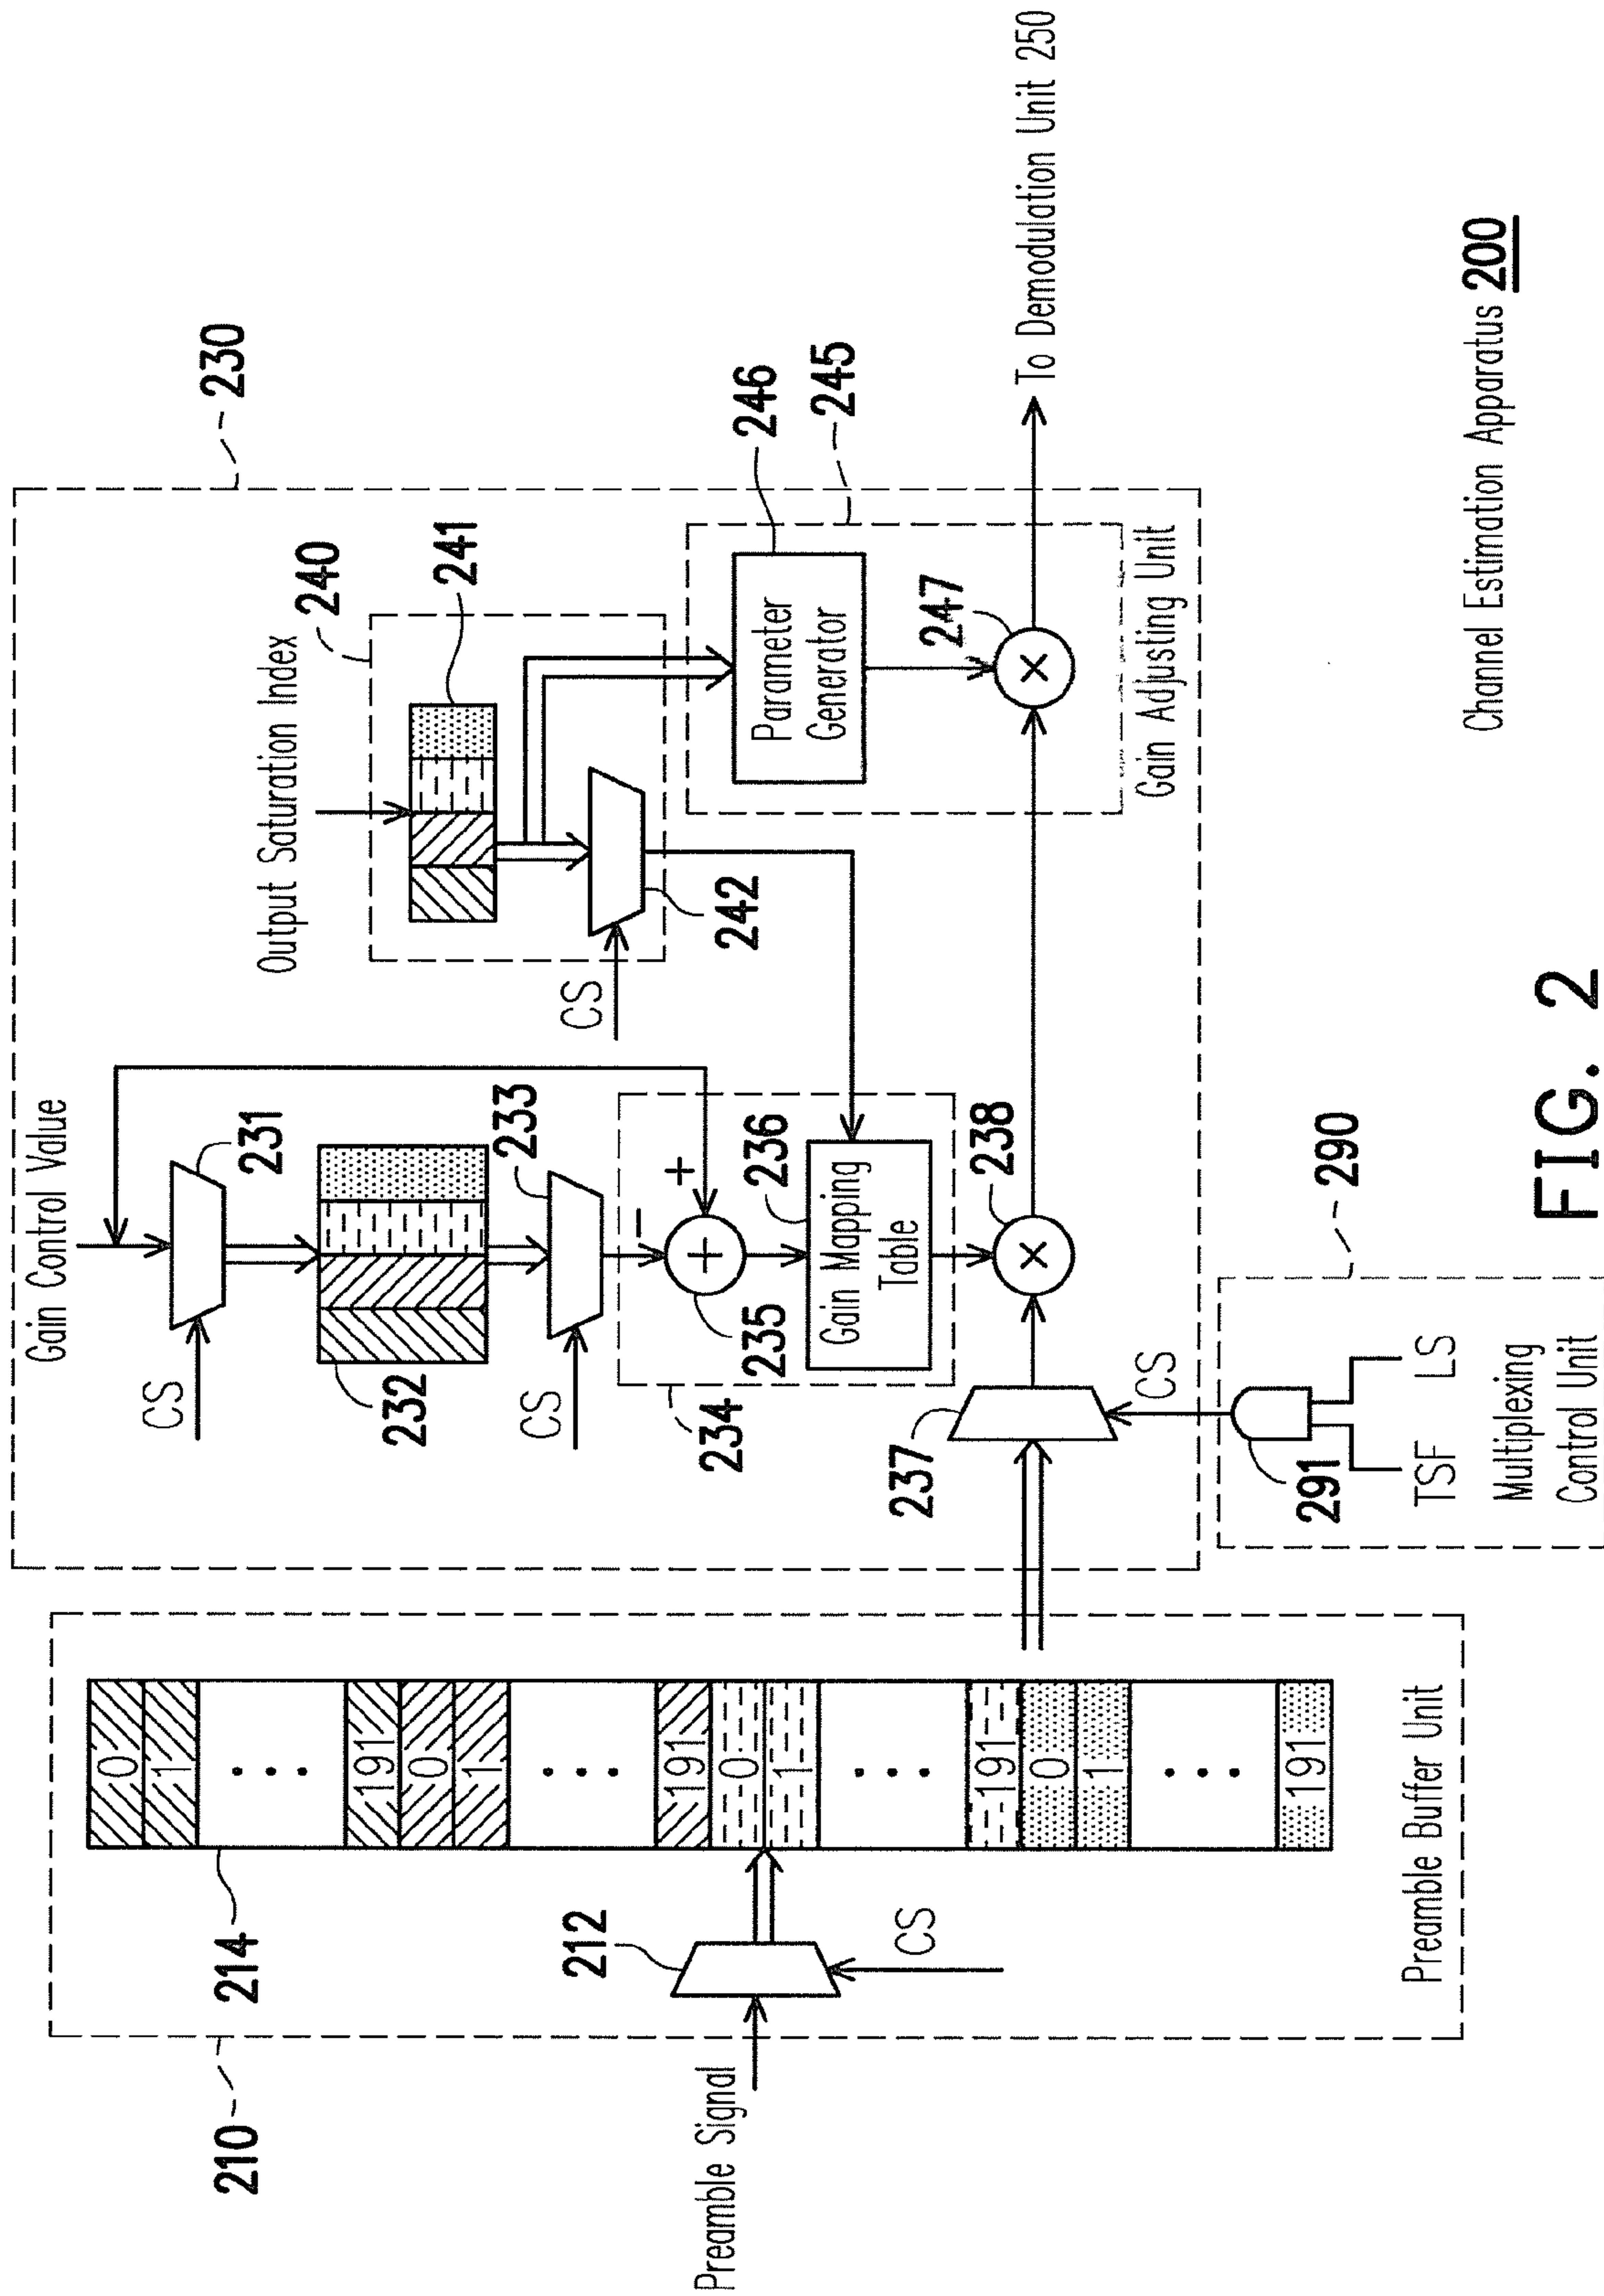 Gain Control Value
Output Saturation Index
230
CS
231
232
CS
233
234
235
-
+
+
240
241
CS
242
Gain Mapping
Table
236
Parameter
Generator
246
245
237
×
238
×
247
Gain Adjusting Unit
To Demodulation Unit 250
210
214
0
1
191
0
1
191
0
1
191
0
1
191
212
CS
Preamble Signal
Preamble Buffer Unit
CS
290
291
TSF
LS
Multiplexing
Control Unit
Channel Estimation Apparatus 200
FIG. 2